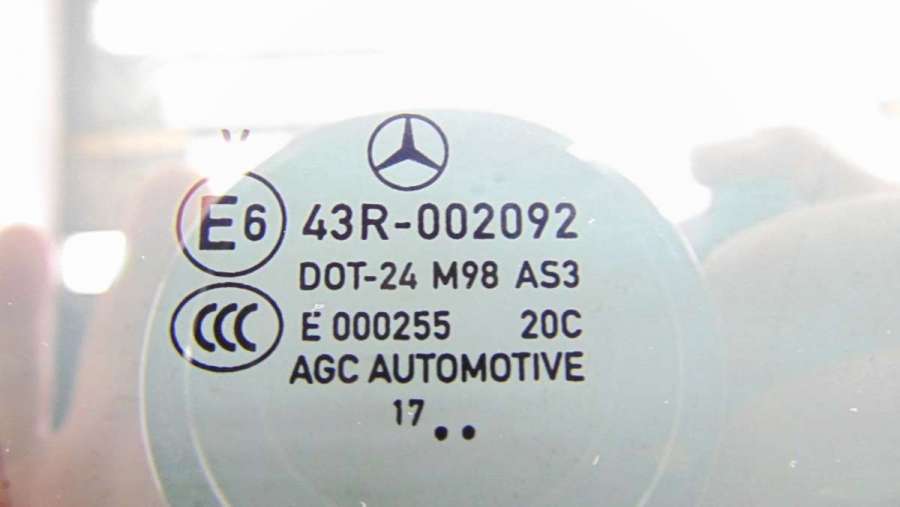 V
E6 43R-002092
DOT-24 M98 AS3
CCC E 000255 20C
AGC AUTOMOTIVE
17 ..